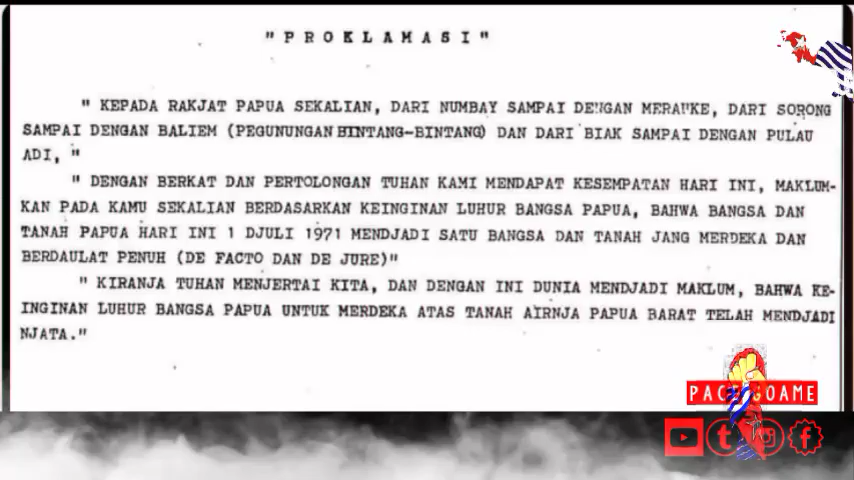 " P R O K L A M A S I "
" KEPADA RAKJAT PAPUA SEKALIAN, DARI NUMBAY SAMPAI DENGAN MERAUKE, DARI SORONG
SAMPAI DENGAN BALIEM (PEGUNUNGAN BINTANG-BINTANG) DAN DARI BIAK SAMPAI DENGAN PULAU
ADI, "
" DENGAN BERKAT DAN PERTOLONGAN TUHAN KAMI MENDAPAT KESEMPATAN HARI INI, MAKLUM-
KAN PADA KAMU SEKALIAN BERDASARKAN KEINGINAN LUHUR BANGSA PAPUA, BAHWA BANGSA DAN
TANAH PAPUA HARI INI 1 DJULI 1971 MENDJADI SATU BANGSA DAN TANAH JANG MERDEKA DAN
BERDAULAT PENUH (DE FACTO DAN DE JURE)"
" KIRANJA TUHAN MENJERTAI KITA, DAN DENGAN INI DUNIA MENDJADI MAKLUM, BAHWA KE-
INGINAN LUHUR BANGSA PAPUA UNTUK MERDEKA ATAS TANAH AIRNJA PAPUA BARAT TELAH MENDJADI
NJATA."
PACE GOAME